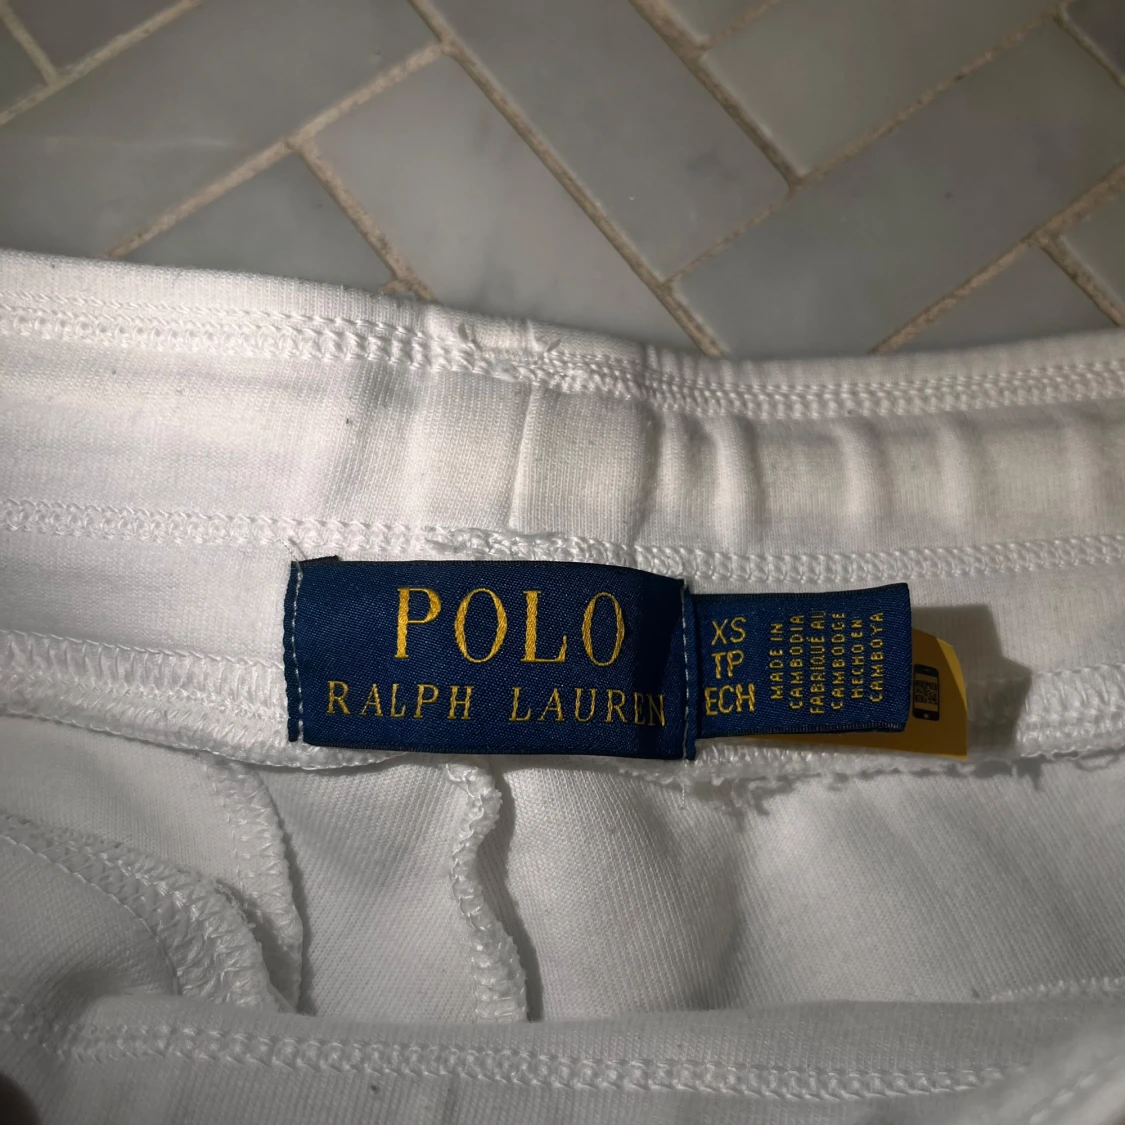 POLO
RALPH LAUREN
XS
TP
ECH
MADE IN
CAMBODIA
FABRIQUÉ AU
CAMBODGE
HECHO EN
CAMBOYA